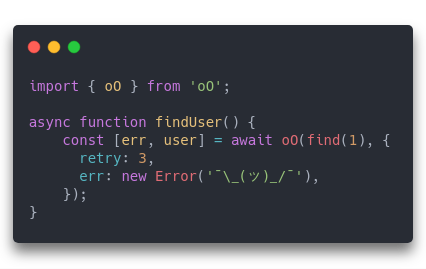 import { oO } from 'oO';
async function findUser() {
    const [err, user] = await oO(find(1), {
      retry: 3,
      err: new Error('¯\_(ツ)_/¯'),
    });
}